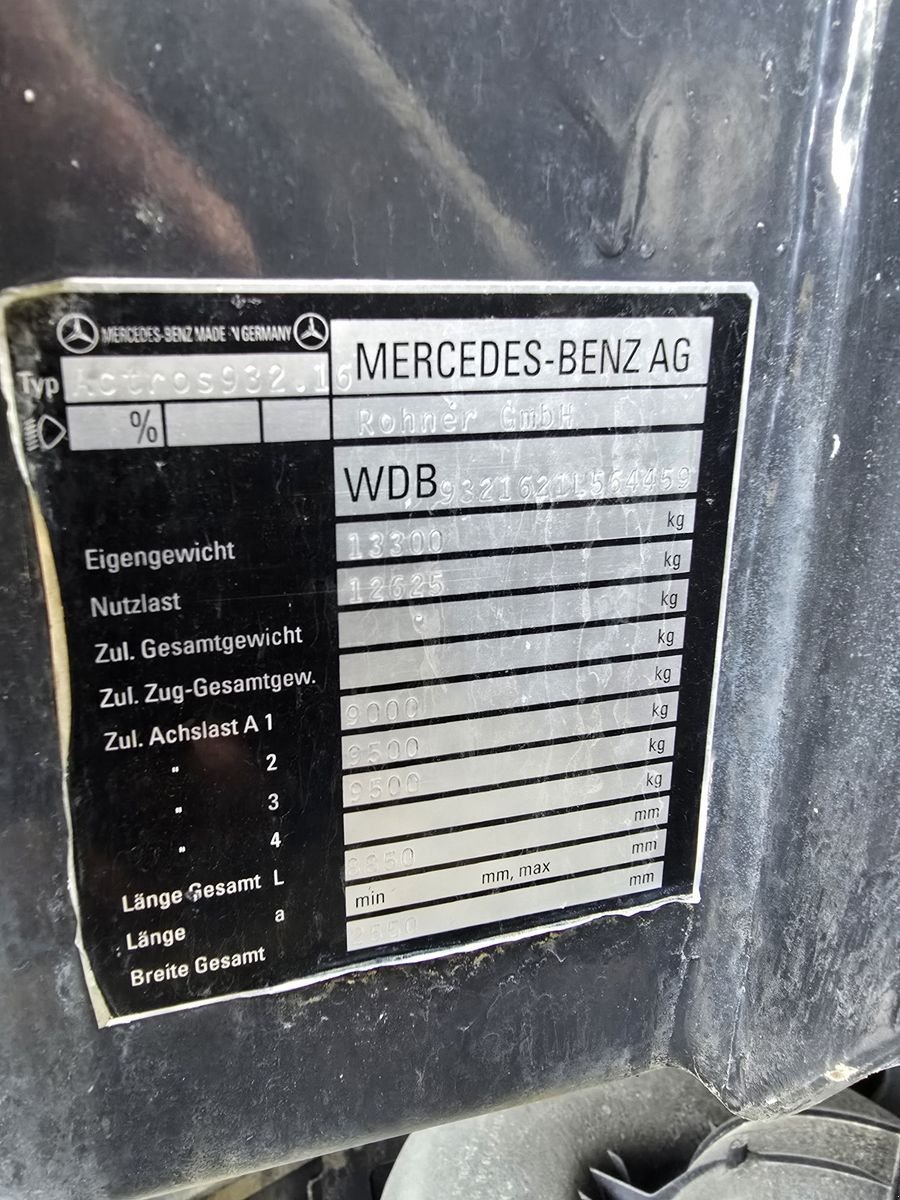 MERCEDES-BENZ MADE IN GERMANY
MERCEDES-BENZ AG
Typ Actros932.16
% Rohner GmbH
WDB 9321621L564459
Eigengewicht 13300 kg
Nutzlast 12625 kg
Zul. Gesamtgewicht kg
Zul. Zug-Gesamtgew. kg
Zul. Achslast A 1 9000 kg
" 2 9500 kg
" 3 9500 kg
" 4 kg
Länge Gesamt L mm
Länge a min mm, max mm
Breite Gesamt 2550 mm